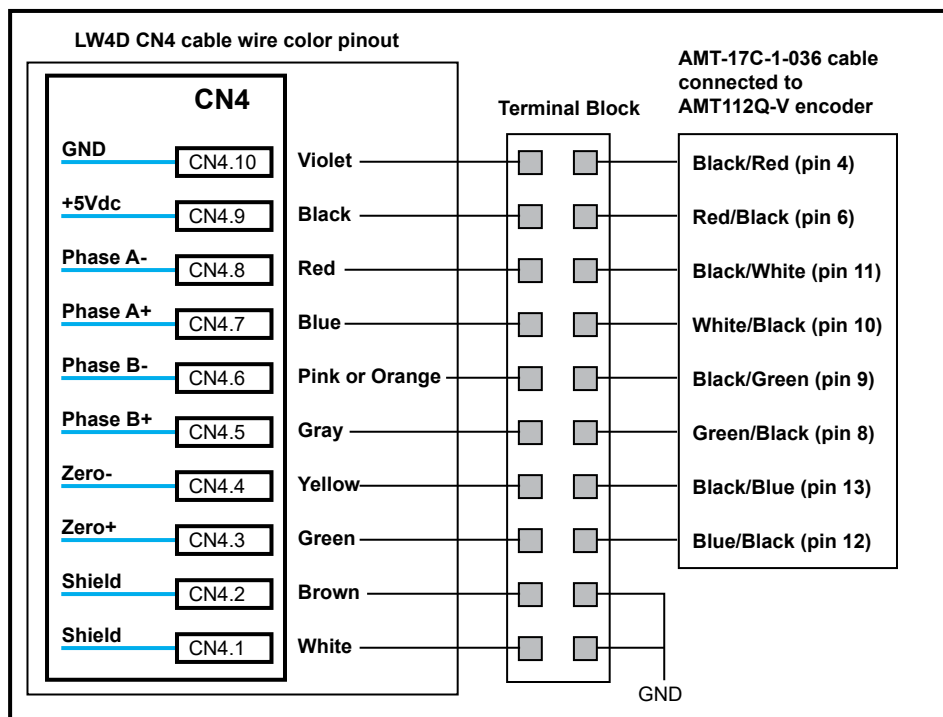 LW4D CN4 cable wire color pinout
AMT-17C-1-036 cable
connected to
AMT112Q-V encoder
CN4
Terminal Block
GND CN4.10 Violet Black/Red (pin 4)
+5Vdc CN4.9 Black Red/Black (pin 6)
Phase A- CN4.8 Red Black/White (pin 11)
Phase A+ CN4.7 Blue White/Black (pin 10)
Phase B- CN4.6 Pink or Orange Black/Green (pin 9)
Phase B+ CN4.5 Gray Green/Black (pin 8)
Zero- CN4.4 Yellow Black/Blue (pin 13)
Zero+ CN4.3 Green Blue/Black (pin 12)
Shield CN4.2 Brown
Shield CN4.1 White
GND